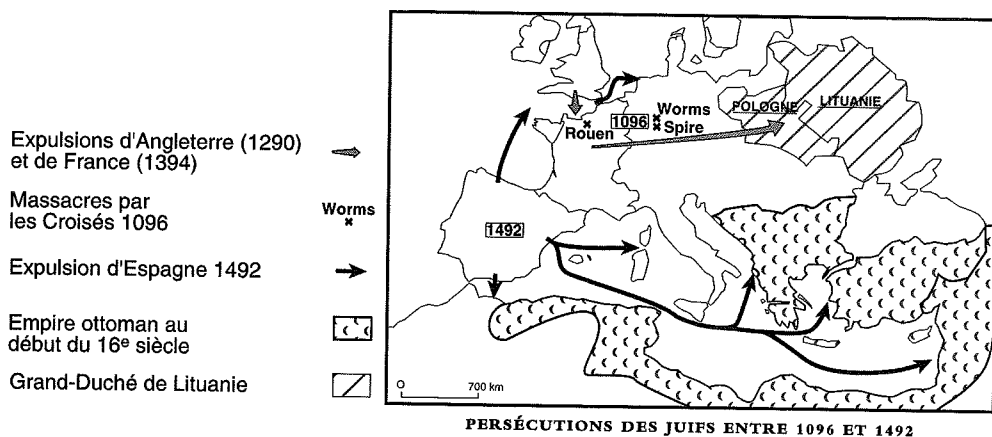 Expulsions d'Angleterre (1290)
et de France (1394)
Massacres par
les Croisés 1096
Worms
Expulsion d'Espagne 1492
Empire ottoman au
début du 16e siècle
Grand-Duché de Lituanie
POLOGNE
LITUANIE
1096
Worms
Spire
Rouen
1492
0
700 km
PERSÉCUTIONS DES JUIFS ENTRE 1096 ET 1492